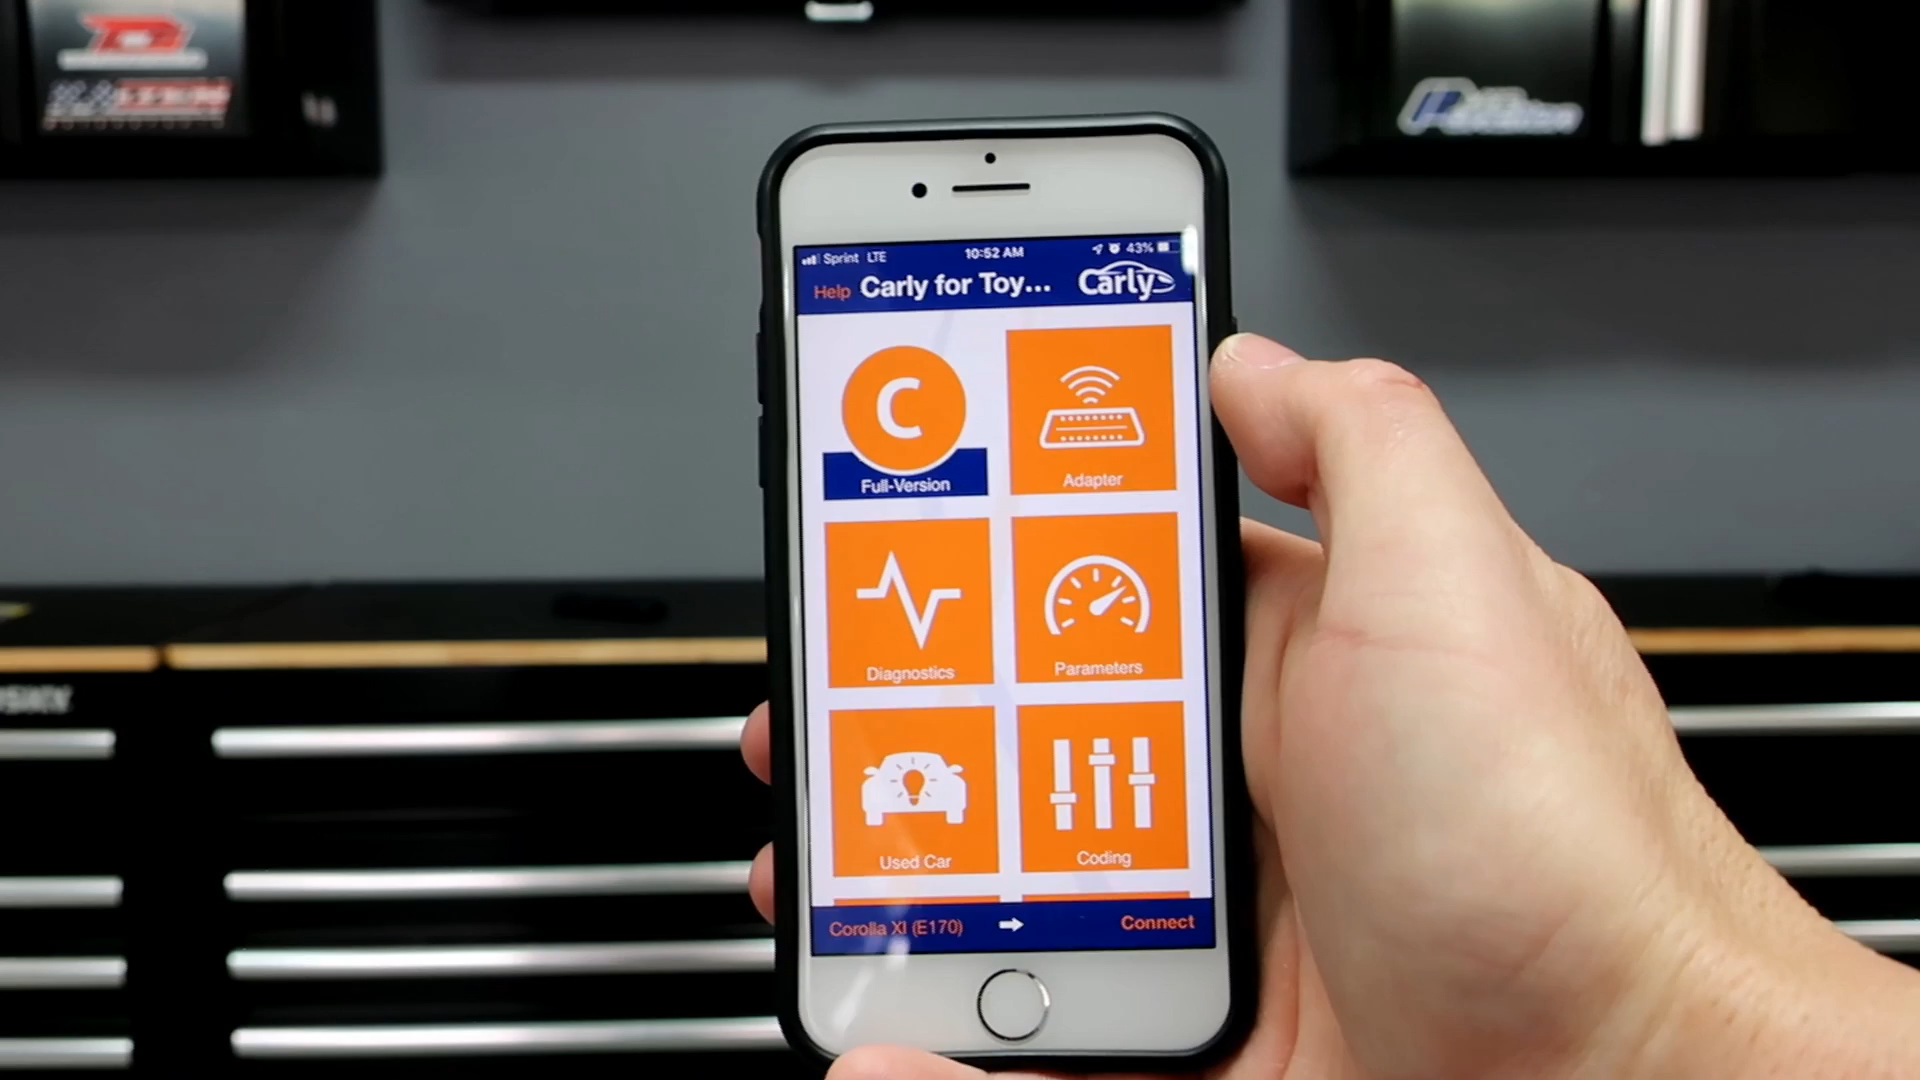 Sprint LTE 10:52 AM 43%
Help Carly for Toy... Carly
Full-Version
Adapter
Diagnostics
Parameters
Used Car
Coding
Corolla XI (E170) Connect